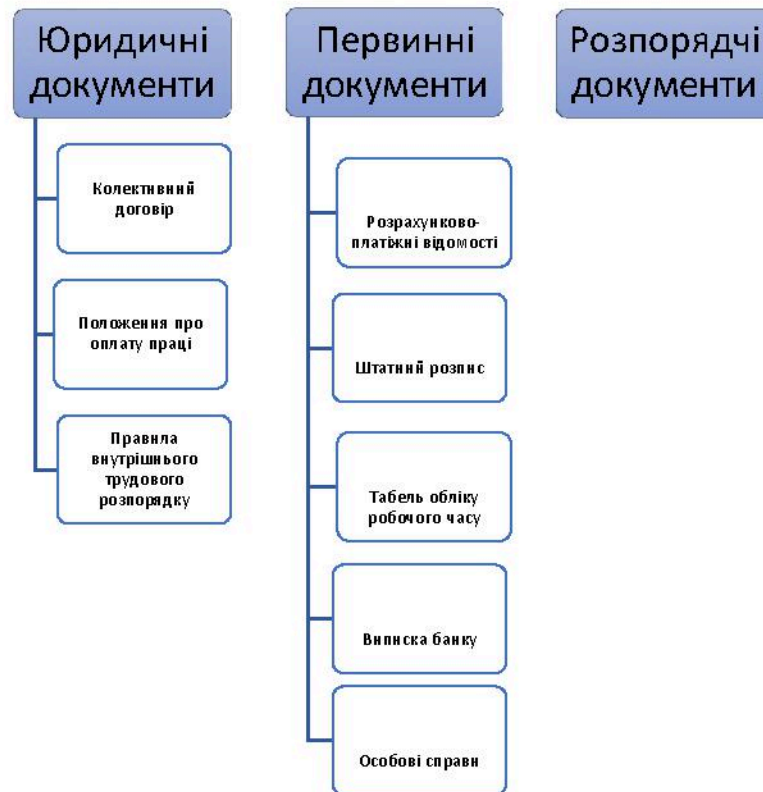 Юридичні
документи
Колективний
договір
Положення про
оплату праці
Правила
внутрішнього
трудового
розпорядку
Первинні
документи
Розрахунково-
платіжні відомості
Штатний розпис
Табель обліку
робочого часу
Виписка банку
Особові справи
Розпорядчі
документи